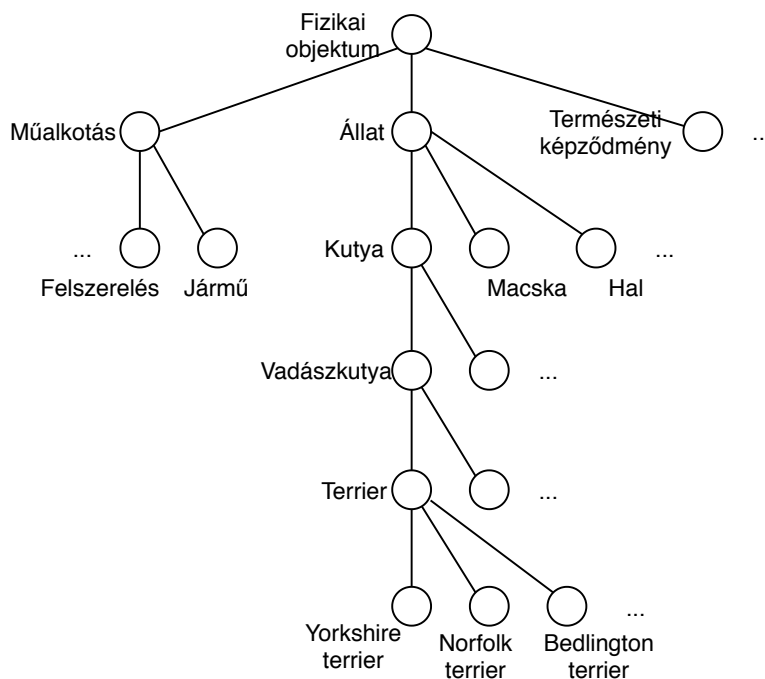 Fizikai
objektum
Műalkotás
Állat
Természeti
képződmény
..
...
Felszerelés
Jármű
Kutya
Macska
Hal
...
Vadászkutya
...
Terrier
...
Yorkshire
terrier
Norfolk
terrier
Bedlington
terrier
...